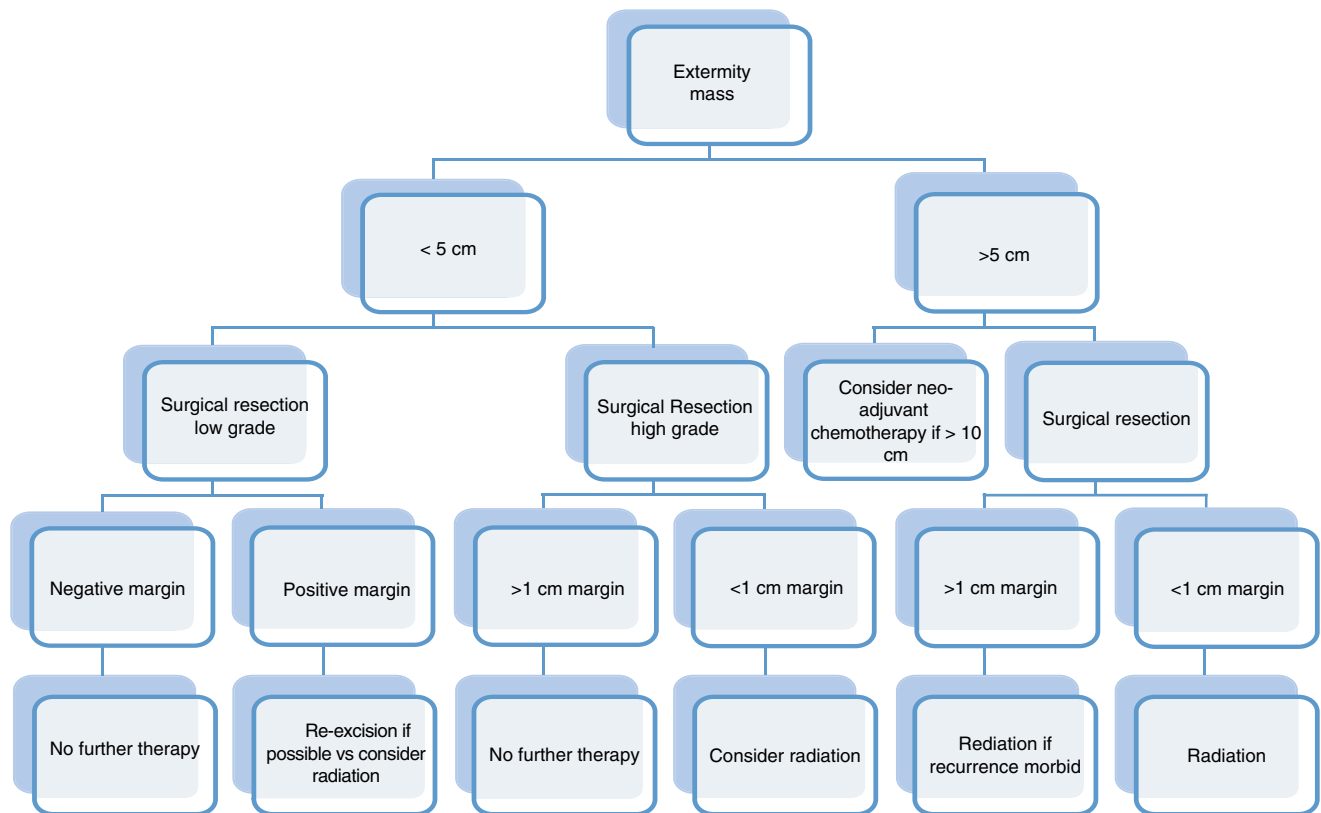 Extermity
mass
< 5 cm
>5 cm
Surgical resection
low grade
Surgical Resection
high grade
Consider neo-
adjuvant
chemotherapy if > 10
cm
Surgical resection
Negative margin
Positive margin
>1 cm margin
<1 cm margin
>1 cm margin
<1 cm margin
No further therapy
Re-excision if
possible vs consider
radiation
No further therapy
Consider radiation
Rediation if
recurrence morbid
Radiation